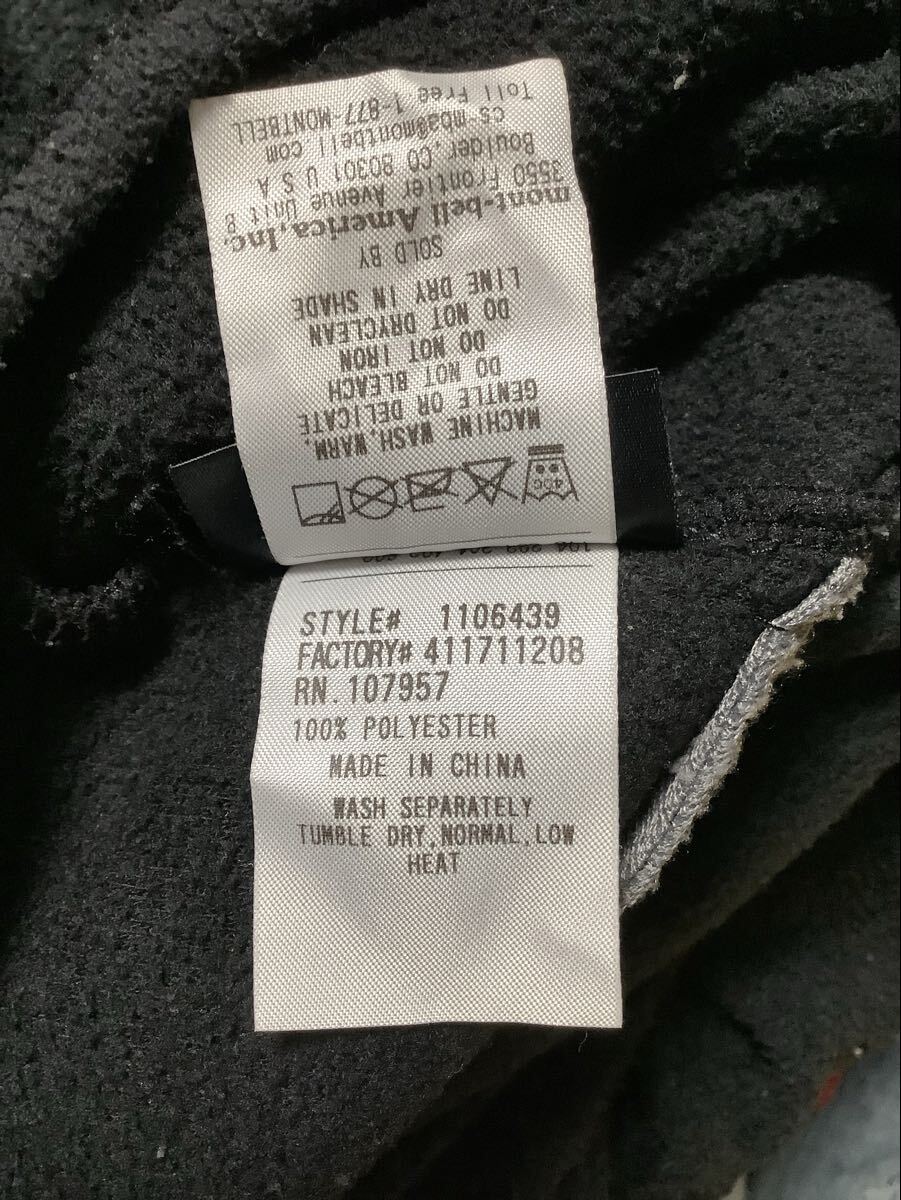 40C
MACHINE WASH, WARM,
GENTLE OR DELICATE
DO NOT BLEACH
DO NOT IRON
DO NOT DRYCLEAN
LINE DRY IN SHADE
SOLD BY
mont-bell America, Inc.
3550 Frontier Avenue Unit B
Boulder, CO 80301 U S A
cs-mba@montbell com
Toll Free 1-877-MONTBELL
STYLE# 1106439
FACTORY# 411711208
RN. 107957
100% POLYESTER
MADE IN CHINA
WASH SEPARATELY
TUMBLE DRY, NORMAL, LOW
HEAT